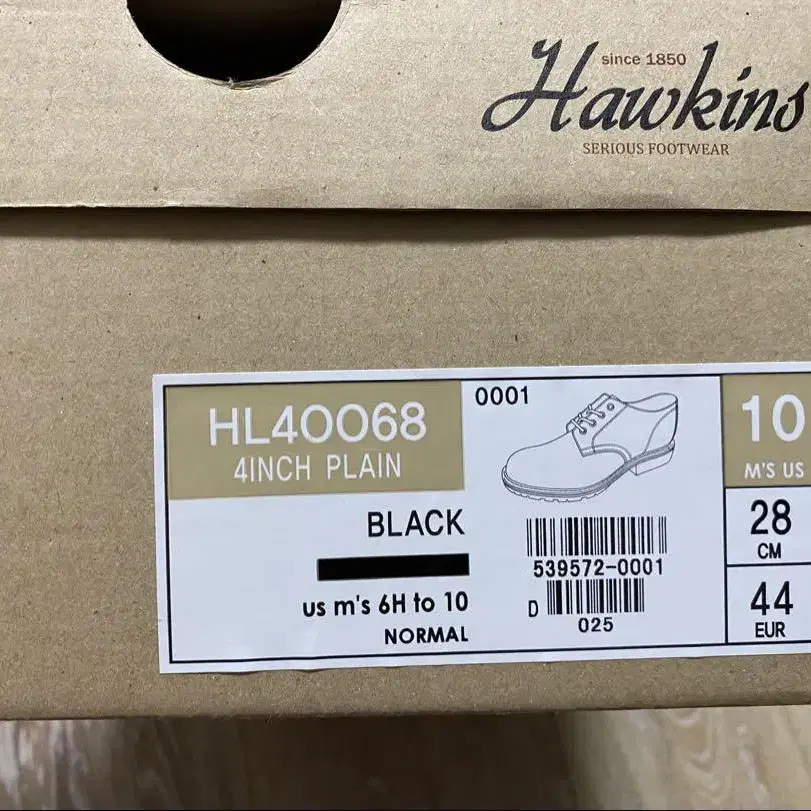 since 1850
Hawkins
SERIOUS FOOTWEAR
HL40068
4INCH PLAIN
BLACK
us m's 6H to 10
NORMAL
0001
539572-0001
D
025
10
M'S US
28
CM
44
EUR